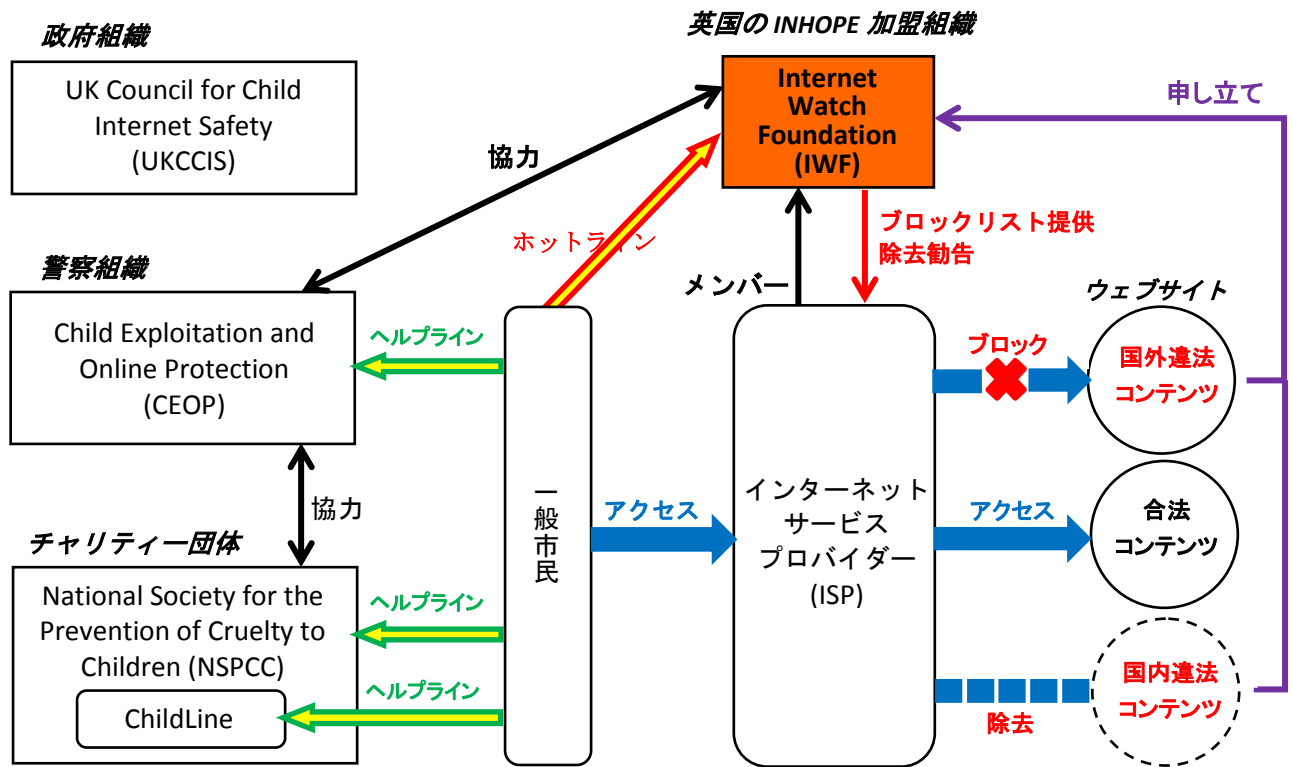 政府組織
UK Council for Child
Internet Safety
(UKCCIS)
英国の INHOPE 加盟組織
Internet
Watch
Foundation
(IWF)
申し立て
協力
ホットライン
ブロックリスト提供
除去勧告
メンバー
警察組織
Child Exploitation and
Online Protection
(CEOP)
ヘルプライン
協力
チャリティー団体
National Society for the
Prevention of Cruelty to
Children (NSPCC)
ChildLine
ヘルプライン
ヘルプライン
一般市民
アクセス
インターネット
サービス
プロバイダー
(ISP)
ウェブサイト
ブロック
国外違法
コンテンツ
アクセス
合法
コンテンツ
除去
国内違法
コンテンツ